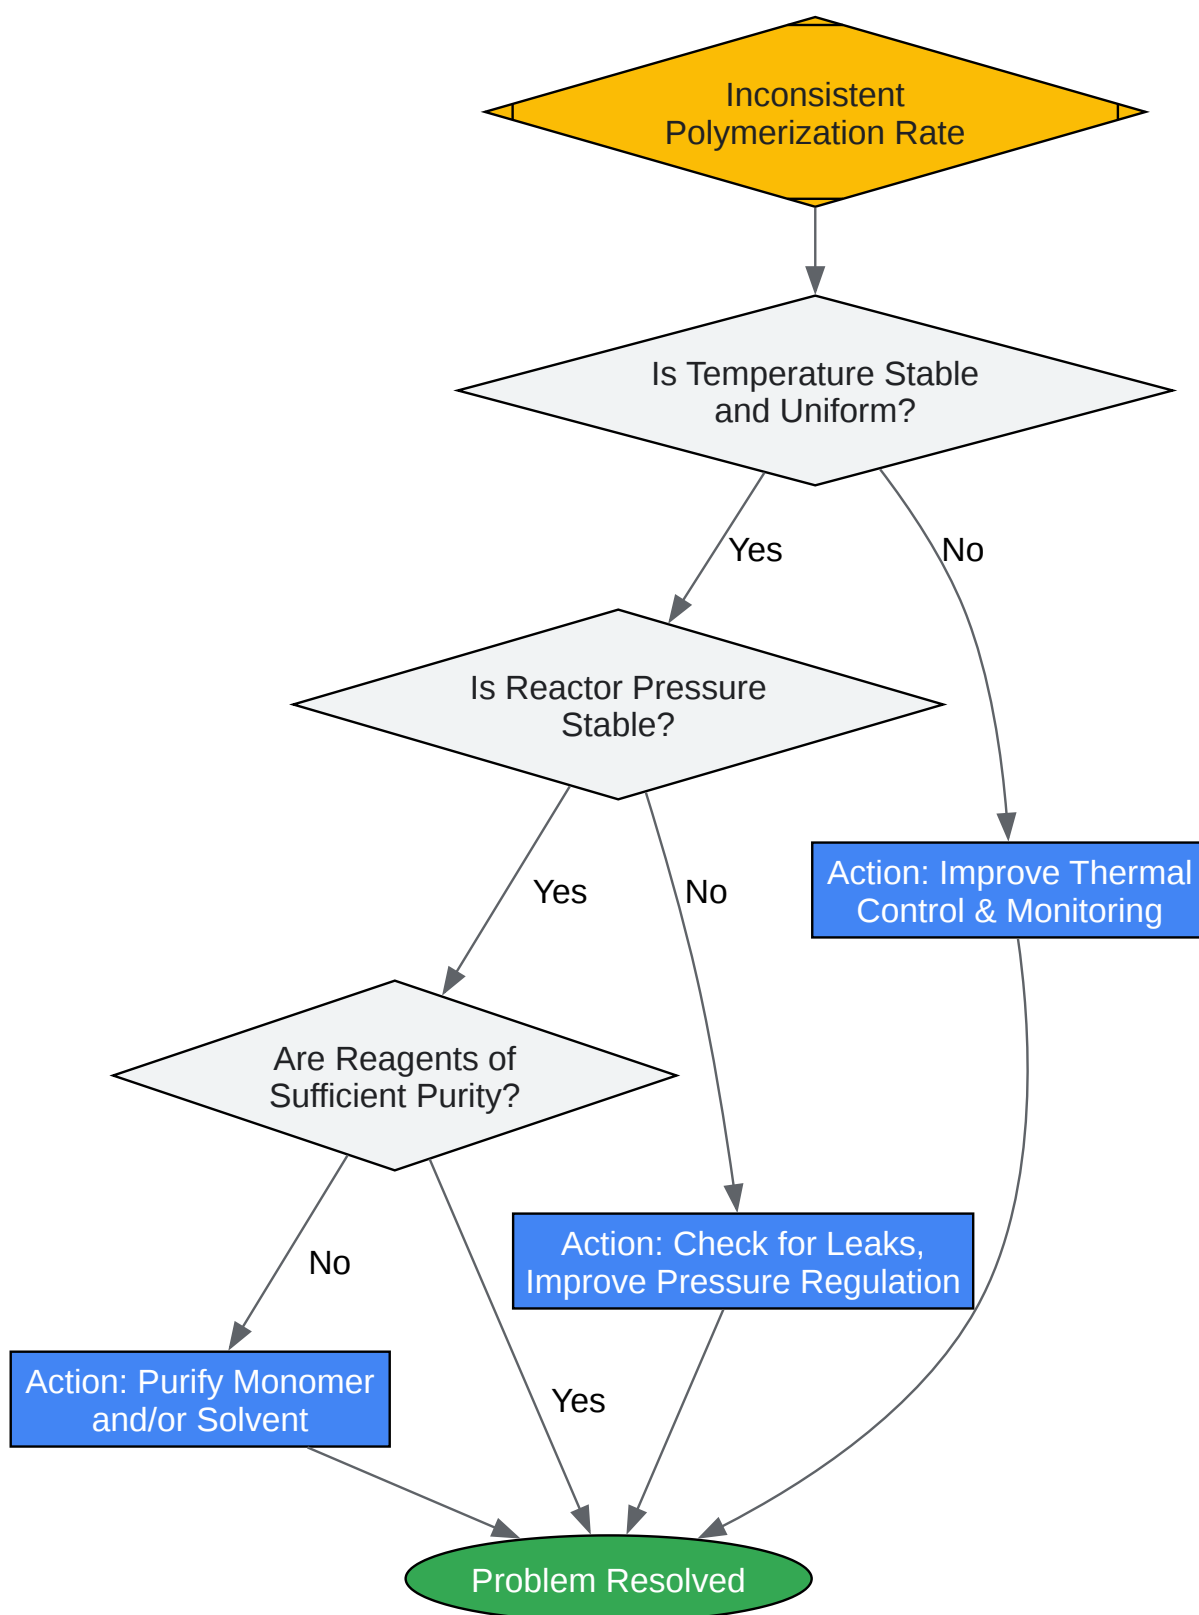 Inconsistent
Polymerization Rate
Is Temperature Stable
and Uniform?
Yes
No
Is Reactor Pressure
Stable?
Action: Improve Thermal
Control & Monitoring
Yes
No
Are Reagents of
Sufficient Purity?
Action: Check for Leaks,
Improve Pressure Regulation
No
Action: Purify Monomer
and/or Solvent
Yes
Problem Resolved